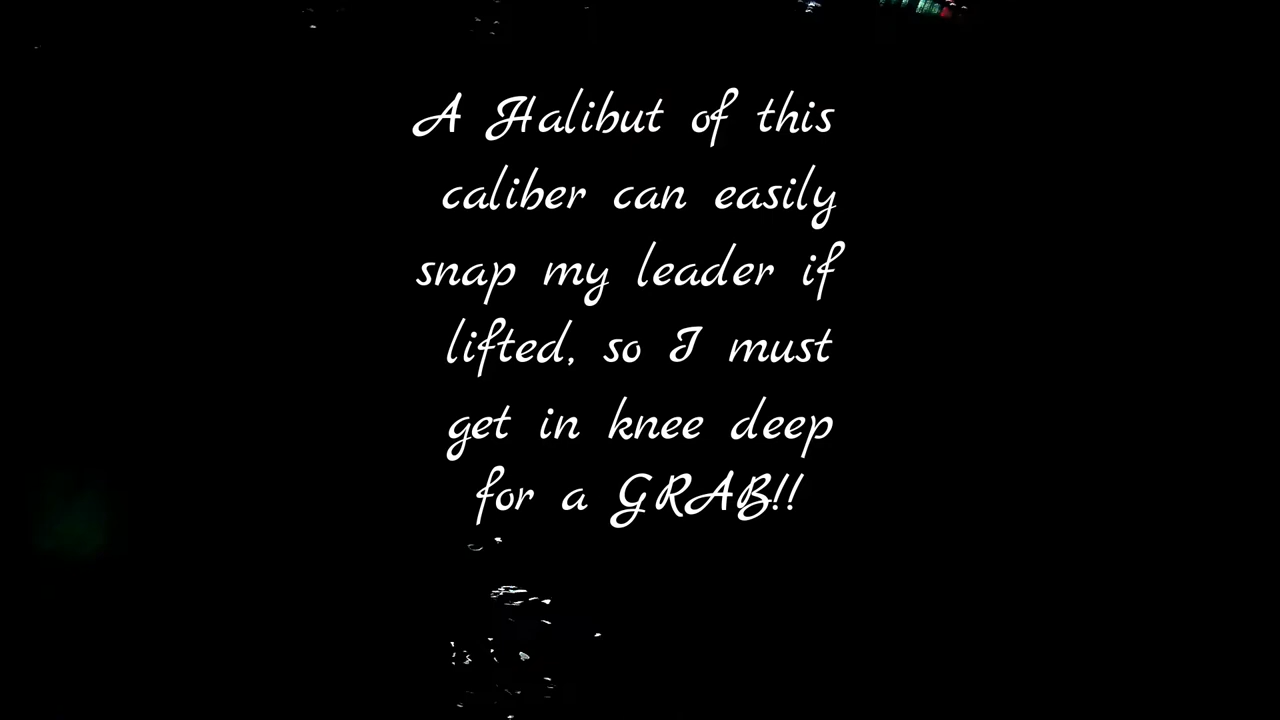 A Halibut of this
caliber can easily
snap my leader if
lifted, so I must
get in knee deep
for a GRAB!!